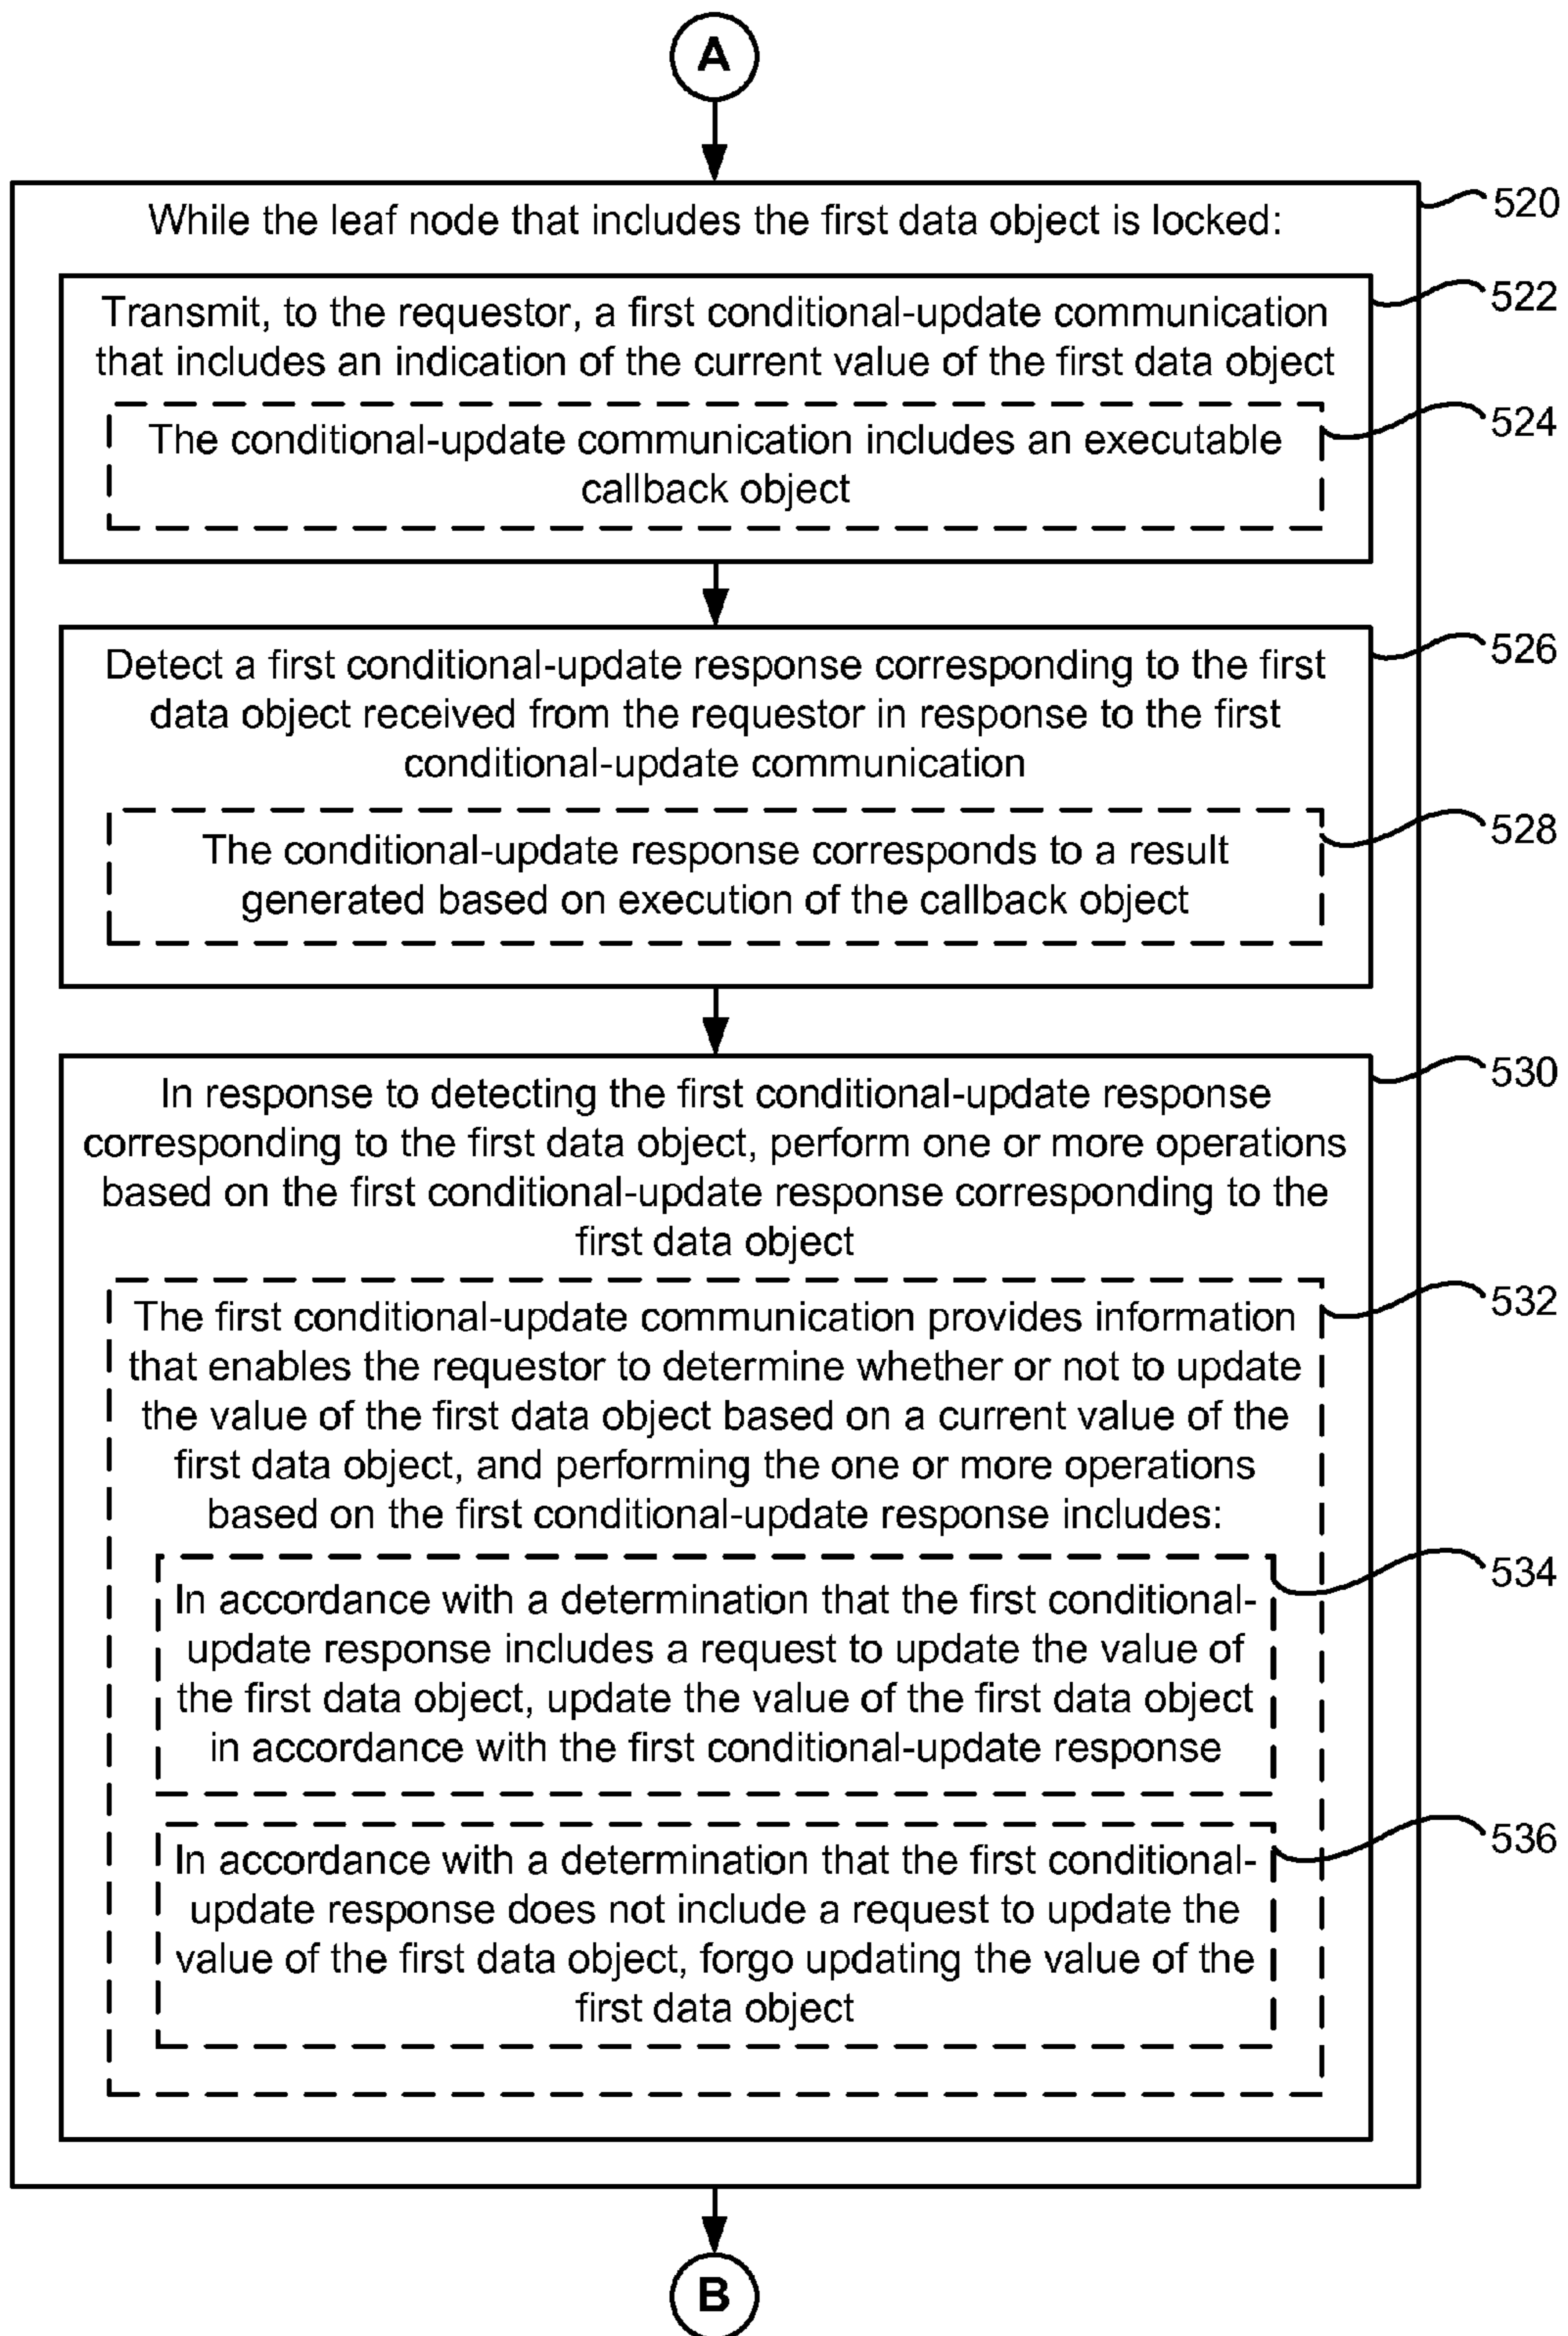 A
While the leaf node that includes the first data object is locked:
520
Transmit, to the requestor, a first conditional-update communication
that includes an indication of the current value of the first data object
522
The conditional-update communication includes an executable
callback object
524
Detect a first conditional-update response corresponding to the first
data object received from the requestor in response to the first
conditional-update communication
526
The conditional-update response corresponds to a result
generated based on execution of the callback object
528
In response to detecting the first conditional-update response
corresponding to the first data object, perform one or more operations
based on the first conditional-update response corresponding to the
first data object
530
The first conditional-update communication provides information
that enables the requestor to determine whether or not to update
the value of the first data object based on a current value of the
first data object, and performing the one or more operations
based on the first conditional-update response includes:
532
In accordance with a determination that the first conditional-
update response includes a request to update the value of
the first data object, update the value of the first data object
in accordance with the first conditional-update response
534
In accordance with a determination that the first conditional-
update response does not include a request to update the
value of the first data object, forgo updating the value of the
first data object
536
B